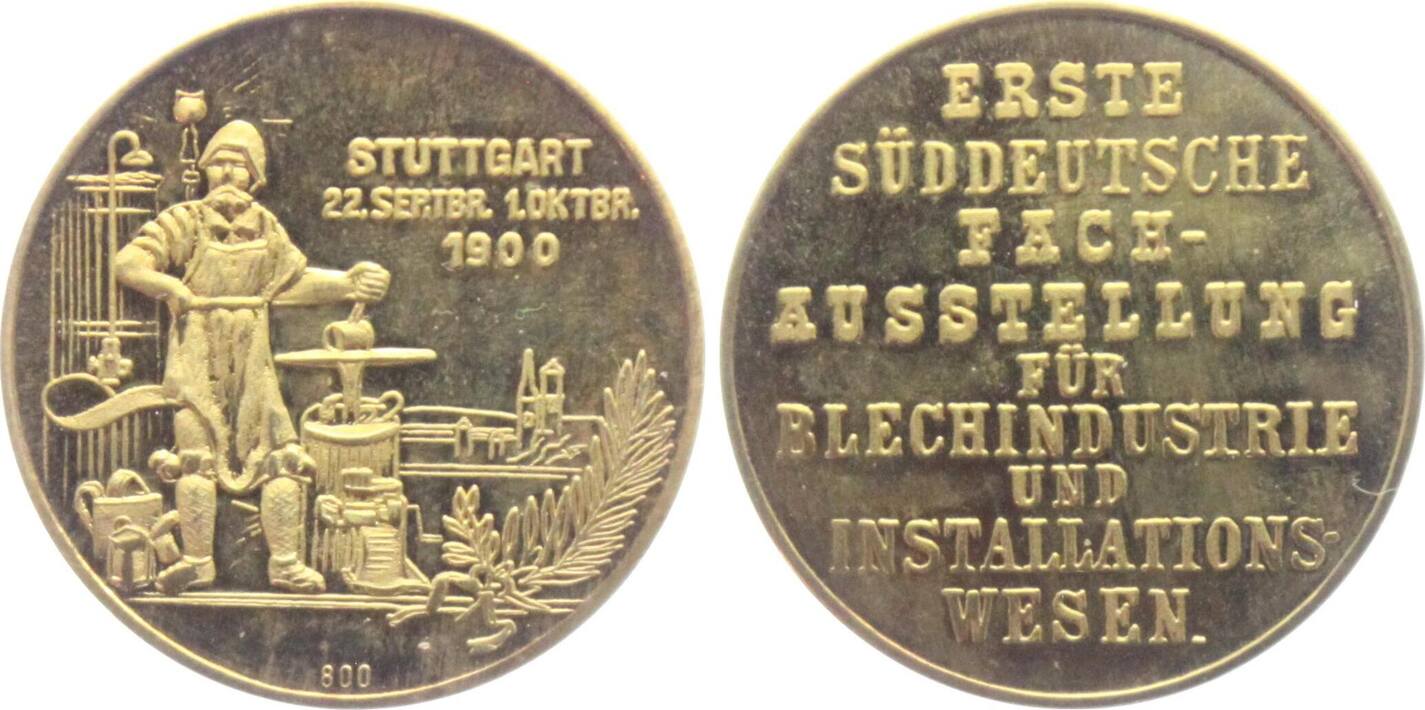 STUTTGART
22. SEPTBR. 1. OKTBR.
1900
800
ERSTE
SÜDDEUTSCHE
FACH-
AUSSTELLUNG
FÜR
BLECHINDUSTRIE
UND
INSTALLATIONS-
WESEN.